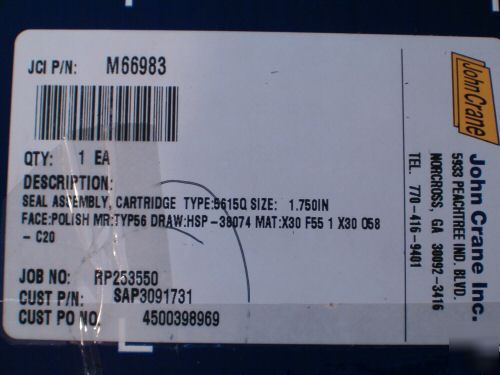 JCI P/N: M66983
QTY: 1 EA
DESCRIPTION:
SEAL ASSEMBLY, CARTRIDGE TYPE:5615Q SIZE: 1.750IN
FACE:POLISH MR:TYP56 DRAW:HSP-38074 MAT:X30 F55 1 X30 O58
- C20
JOB NO: RP253550
CUST P/N: SAP3091731
CUST PO NO. 4500398969
John Crane
John Crane Inc.
5933 PEACHTREE IND. BLVD.
NORCROSS, GA 30092-3416
TEL. 770-416-9401